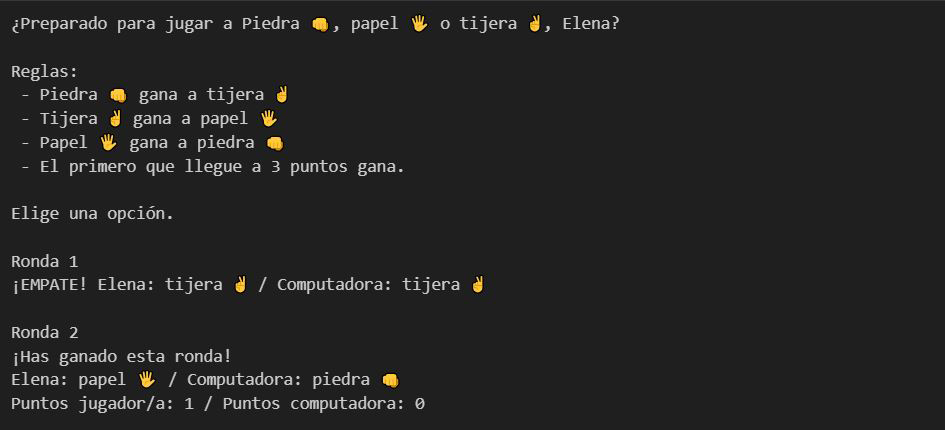 ¿Preparado para jugar a Piedra 👊, papel 🖐 o tijera ✌, Elena?
Reglas:
- Piedra 👊 gana a tijera ✌
- Tijera ✌ gana a papel 🖐
- Papel 🖐 gana a piedra 👊
- El primero que llegue a 3 puntos gana.
Elige una opción.
Ronda 1
¡EMPATE! Elena: tijera ✌ / Computadora: tijera ✌
Ronda 2
¡Has ganado esta ronda!
Elena: papel 🖐 / Computadora: piedra 👊
Puntos jugador/a: 1 / Puntos computadora: 0